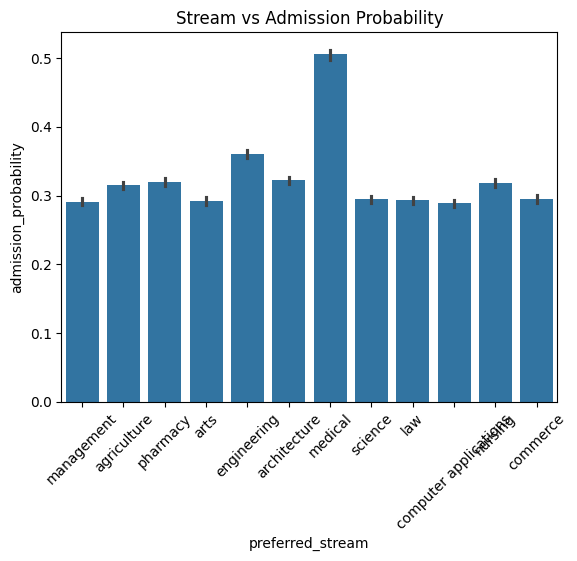 Stream vs Admission Probability
admission_probability
0.5
0.4
0.3
0.2
0.1
0.0
management
agriculture
pharmacy
arts
engineering
architecture
medical
science
law
computer applications
nursing
commerce
preferred_stream